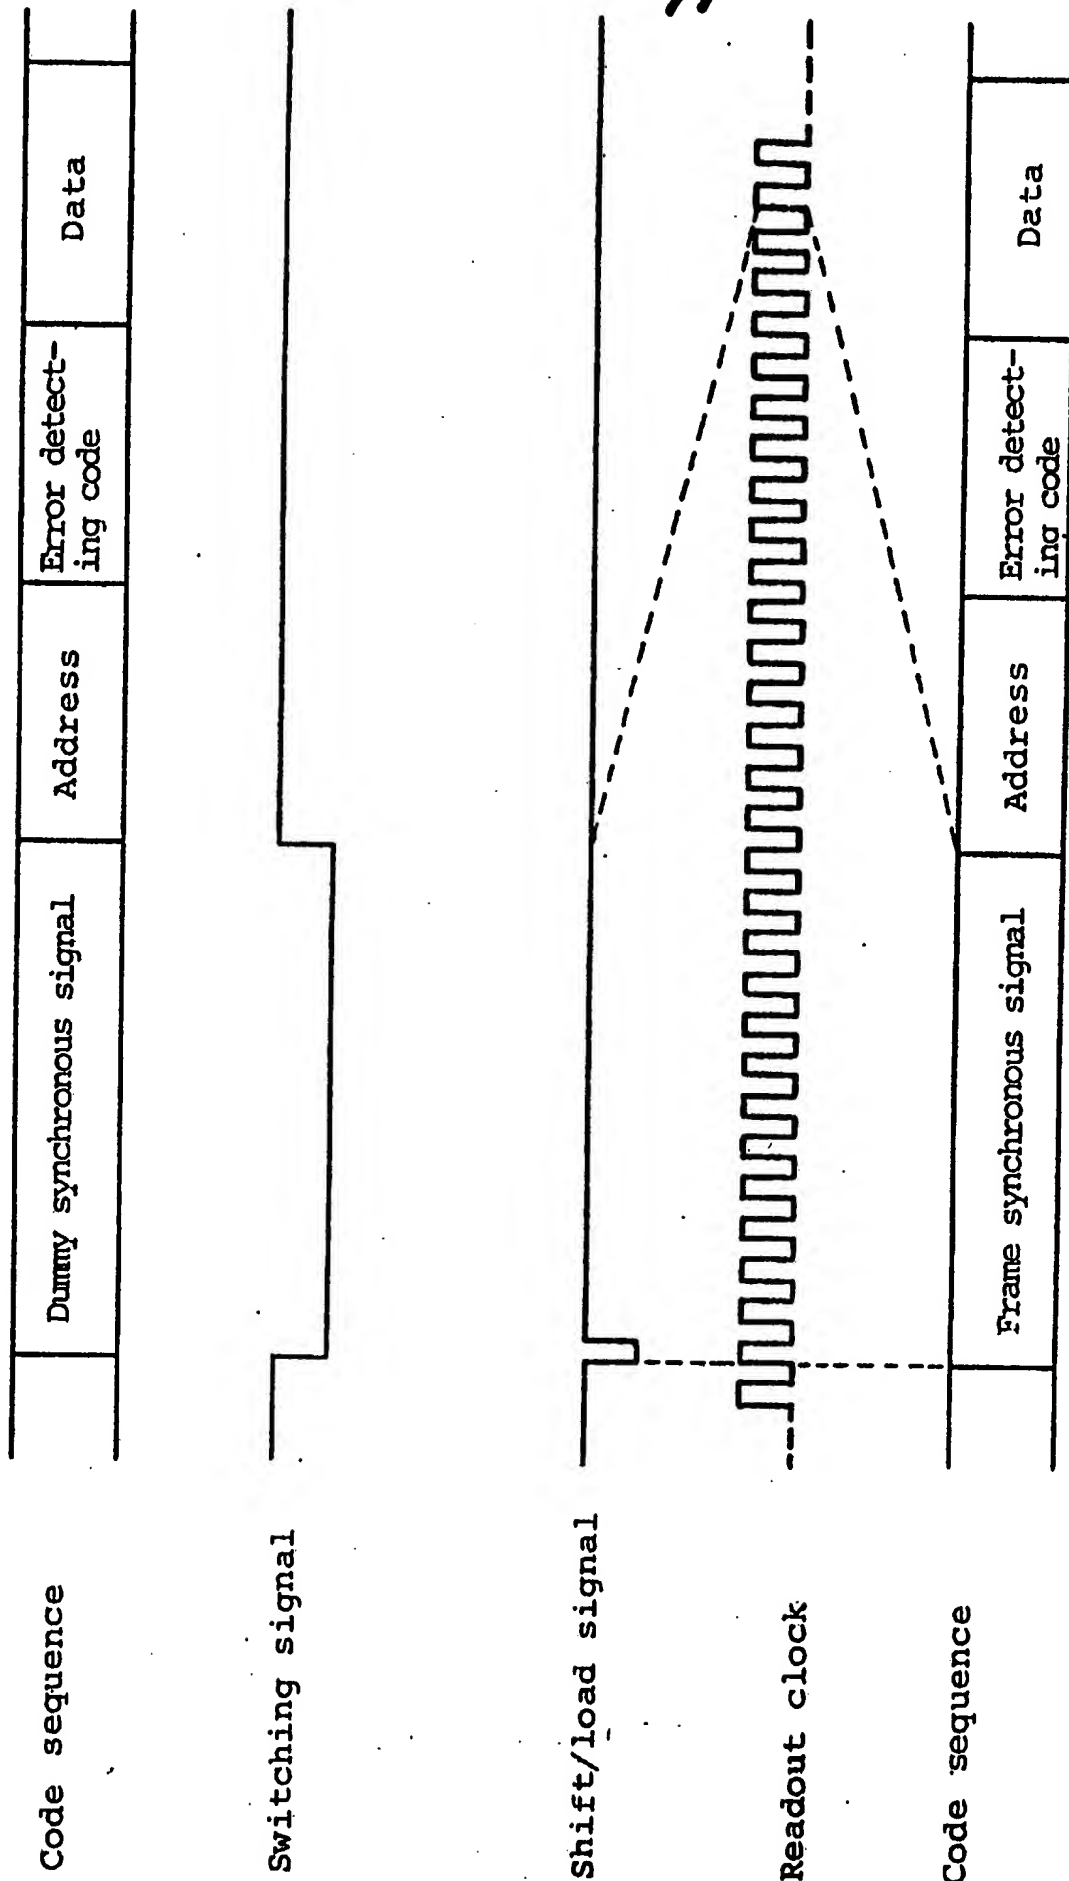 Code sequence
Dummy synchronous signal
Address
Error detect-
ing code
Data
Switching signal
Shift/load signal
Readout clock
Code sequence
Frame synchronous signal
Address
Error detect-
ing code
Data